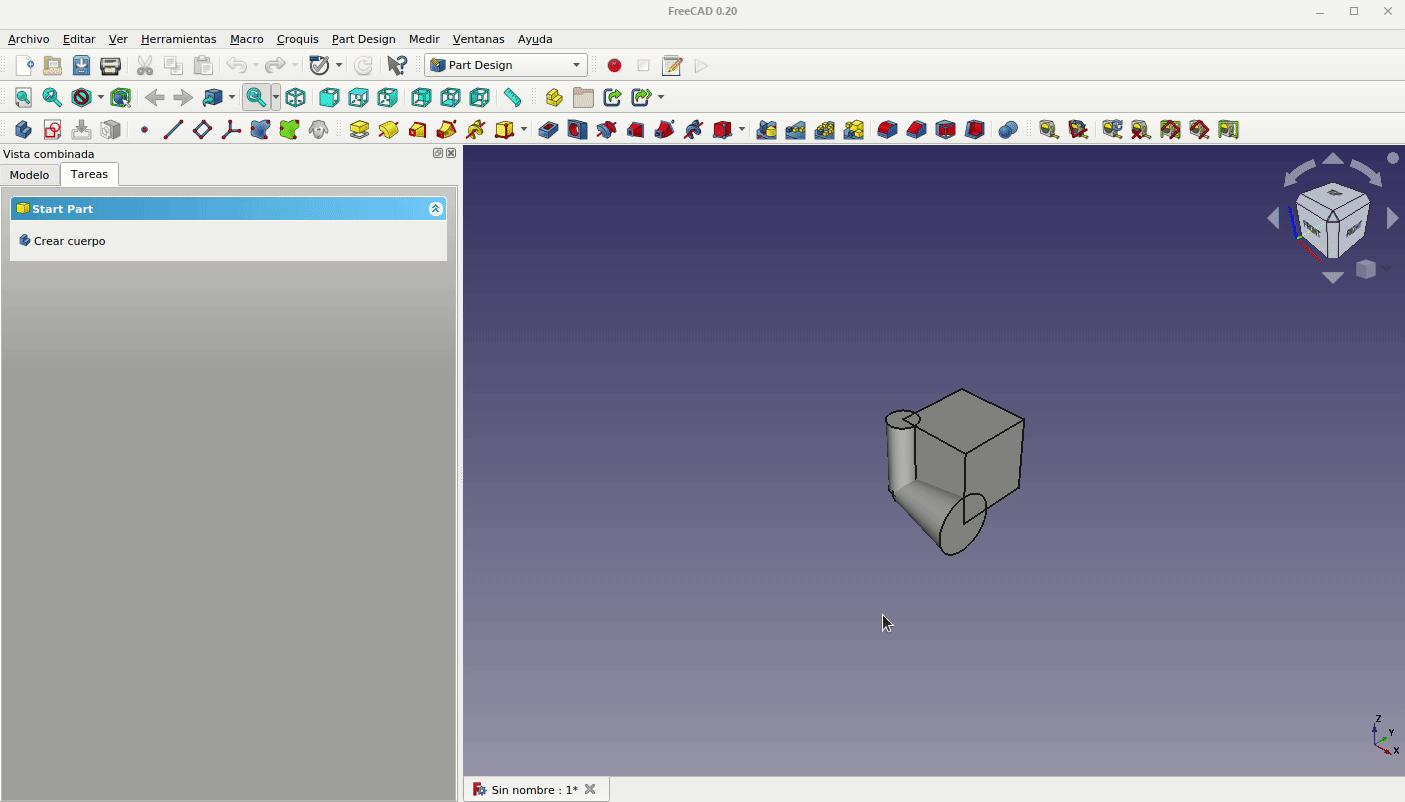 FreeCAD 0.20
Archivo Editar Ver Herramientas Macro Croquis Part Design Medir Ventanas Ayuda
Part Design
Vista combinada
Modelo Tareas
Start Part
Crear cuerpo
Z
Y
X
Sin nombre : 1*